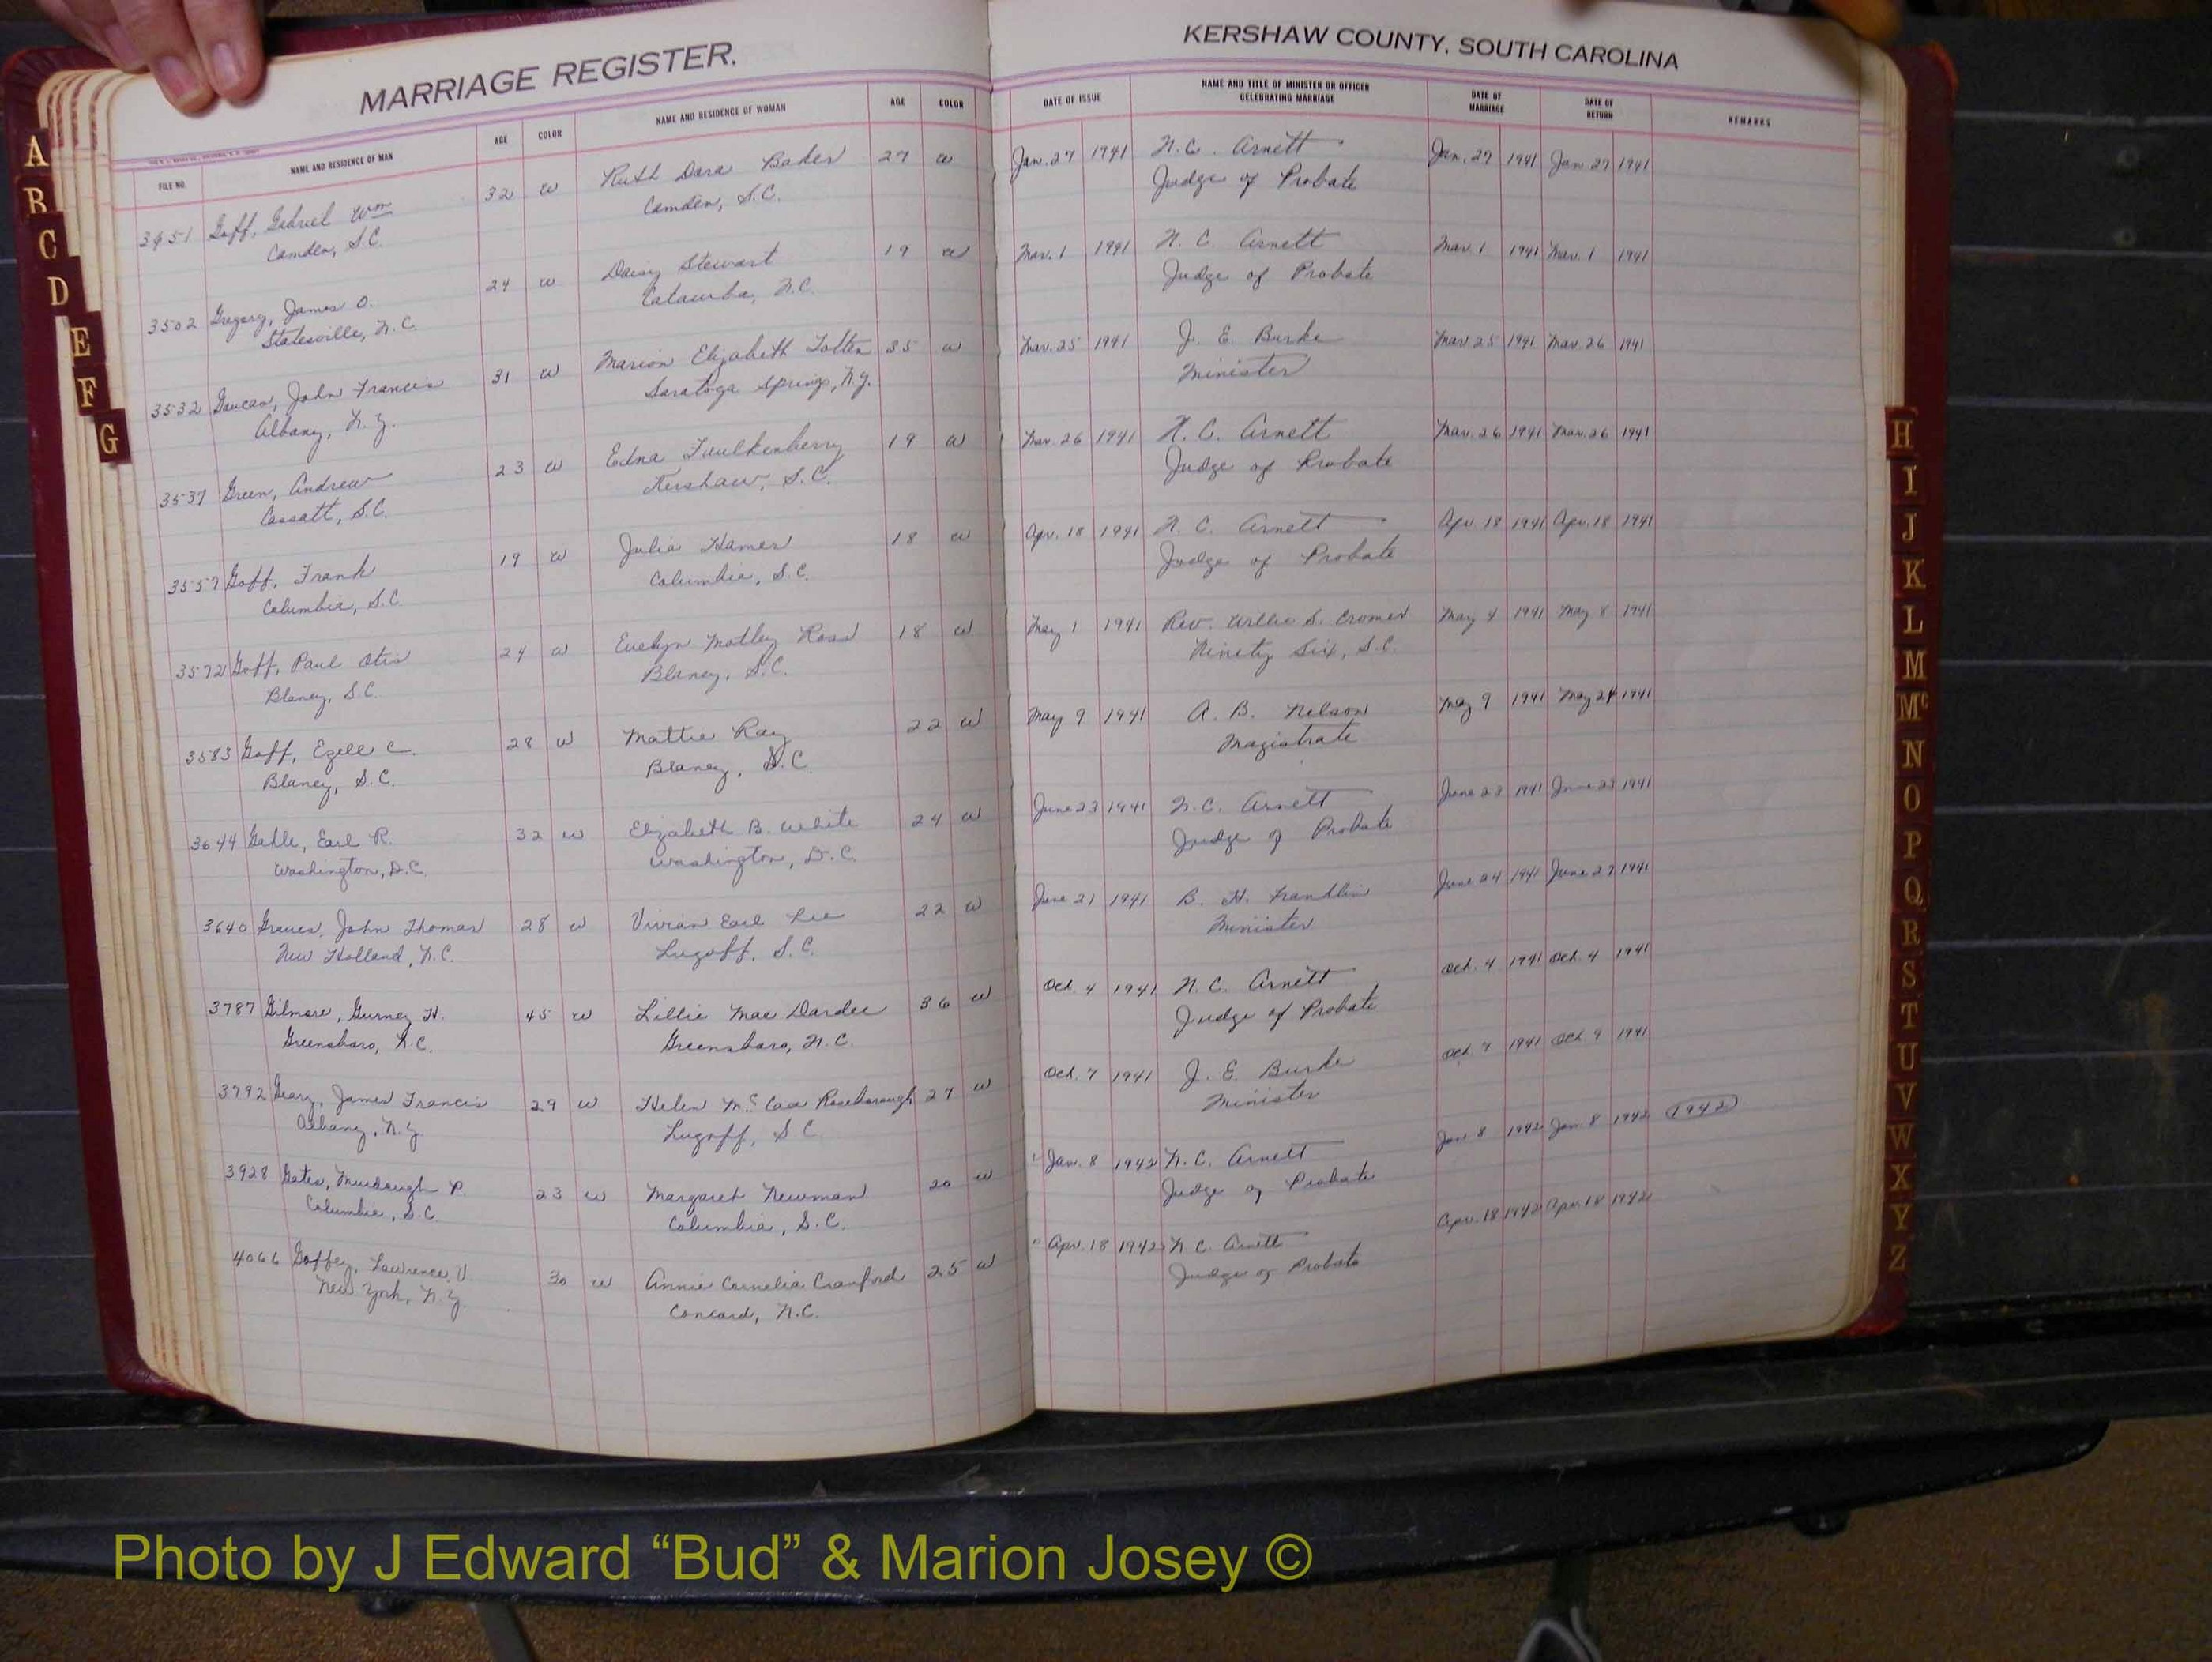 MARRIAGE REGISTER.
FILE NO. NAME AND RESIDENCE OF MAN AGE COLOR NAME AND RESIDENCE OF WOMAN AGE COLOR
3451 Goff, Gabriel Wm 32 W Ruth Dara Baker 27 W
Camden, S.C. Camden, S.C.
3502 Gregory, James O. 24 W Daisy Stewart 19 W
Statesville, N.C. Catawba, N.C.
3532 John Francis 31 W Marion Elizabeth Totten 35 W
Albany, N.Y. Saratoga Springs, N.Y.
3537 Green, Andrew 23 W Edna Faulkenberry 19 W
Cassatt, S.C. Kershaw, S.C.
3557 Goff, Frank 19 W Julia Hamer 18 W
Columbia, S.C. Columbia, S.C.
3572 Goff, Paul Otis 24 W Evelyn Motley Ross 18 W
Blaney, S.C. Blaney, S.C.
3583 Goff, Ezell C. 28 W Mattie Ray 22 W
Blaney, S.C. Blaney, S.C.
3644 Earl R. 32 W Elizabeth B. White 24 W
Washington, D.C. Washington, D.C.
3640 Graves, John Thomas 28 W Vivian Earl Lee 22 W
New Holland, N.C. Lugoff, S.C.
3787 Gilmore, Gurney H. 45 W Lillie Mae Dardee 36 W
Greensboro, N.C. Greensboro, N.C.
3792 Geary, James Francis 29 W Helen Roseborough 27 W
Albany, N.Y. Lugoff, S.C.
3928 Gates, Murdaugh P. 23 W Margaret Newman 20 W
Columbia, S.C. Columbia, S.C.
4066 Goffey, Lawrence V. 30 W Annie Cornelia Cranford 25 W
New York, N.Y. Concord, N.C.
KERSHAW COUNTY, SOUTH CAROLINA
DATE OF ISSUE NAME AND TITLE OF MINISTER OR OFFICER CELEBRATING MARRIAGE DATE OF MARRIAGE DATE OF RETURN REMARKS
Jan. 27 1941 N.C. Arnett Jan. 27 1941 Jan 27 1941
Judge of Probate
Mar. 1 1941 N. C. Arnett Mar. 1 1941 Mar. 1 1941
Judge of Probate
Mar. 25 1941 J. E. Burke Mar. 25 1941 Mar. 26 1941
Minister
Mar. 26 1941 N. C. Arnett Mar. 26 1941 Mar. 26 1941
Judge of Probate
Apr. 18 1941 N. C. Arnett Apr. 18 1941 Apr. 18 1941
Judge of Probate
May 1 1941 Rev. Willie S. Cromer May 4 1941 May 8 1941
Ninety Six, S.C.
May 9 1941 A. B. Nelson May 9 1941 May 24 1941
Magistrate
June 23 1941 N.C. Arnett June 23 1941 June 23 1941
Judge of Probate
June 21 1941 B. H. Franklin June 24 1941 June 27 1941
Minister
Oct. 4 1941 N. C. Arnett Oct. 4 1941 Oct. 4 1941
Judge of Probate
Oct. 7 1941 J. E. Burke Oct. 7 1941 Oct. 9 1941
Minister
Jan. 8 1942 N. C. Arnett Jan 8 1942 Jan. 8 1942 1942
Judge of Probate
Apr. 18 1942 N. C. Arnett Apr. 18 1942 Apr. 18 1942
Judge of Probate
A
B
C
D
E
F
G
H
I
J
K
L
M
Mc
N
O
P
Q
R
S
T
U
V
W
X
Y
Z
Photo by J Edward “Bud” & Marion Josey ©